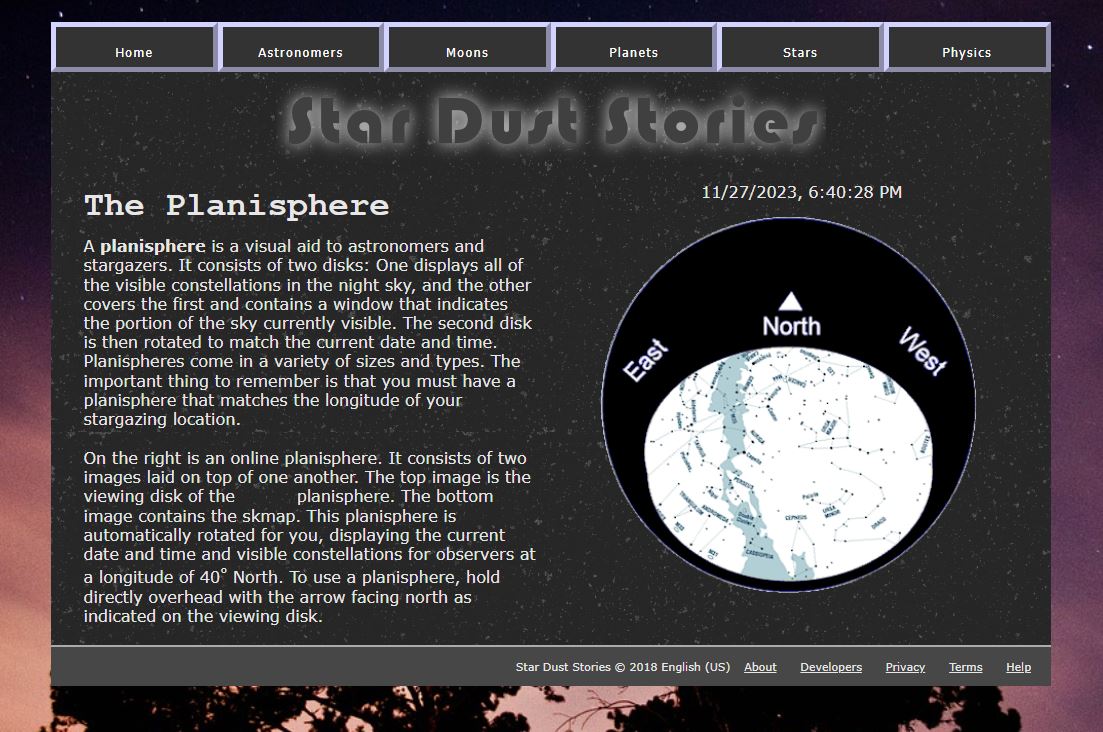 Home Astronomers Moons Planets Stars Physics
Star Dust Stories
The Planisphere
A planisphere is a visual aid to astronomers and
stargazers. It consists of two disks: One displays all of
the visible constellations in the night sky, and the other
covers the first and contains a window that indicates
the portion of the sky currently visible. The second disk
is then rotated to match the current date and time.
Planispheres come in a variety of sizes and types. The
important thing to remember is that you must have a
planisphere that matches the longitude of your
stargazing location.
On the right is an online planisphere. It consists of two
images laid on top of one another. The top image is the
viewing disk of the planisphere. The bottom
image contains the skmap. This planisphere is
automatically rotated for you, displaying the current
date and time and visible constellations for observers at
a longitude of 40° North. To use a planisphere, hold
directly overhead with the arrow facing north as
indicated on the viewing disk.
11/27/2023, 6:40:28 PM
North
East
West
PERSEUS
ANDROMEDA
CEPHEUS
URSA
MINOR
DRACO
CASSIOPEIA
Star Dust Stories © 2018 English (US) About Developers Privacy Terms Help